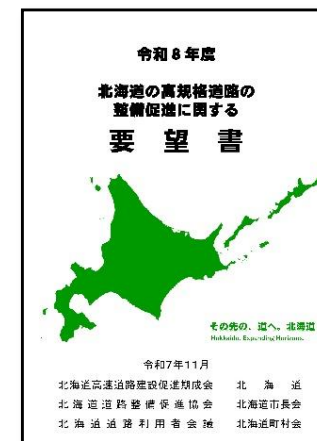 令和8年度
北海道の高規格道路の
整備促進に関する
要望書
その先の、道へ。北海道
Hokkaido, Expanding Horizons.
令和7年11月
北海道高速道路建設促進期成会 北海道
北海道道路整備促進協会 北海道市長会
北海道道路利用者会議 北海道町村会